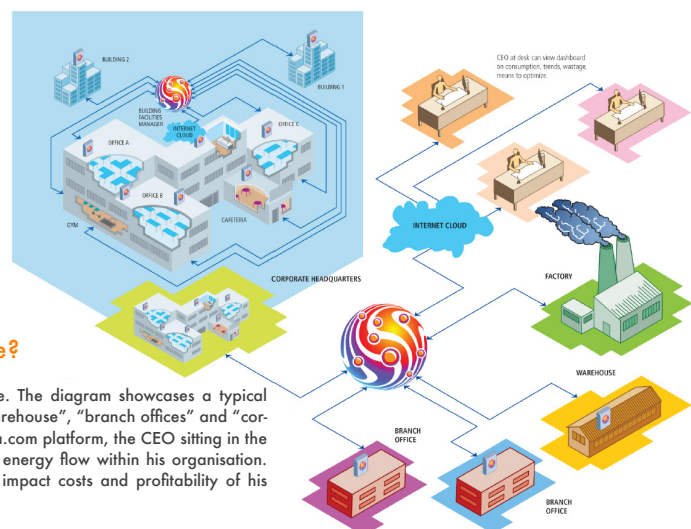 CEO at desk can view dashboard
on consumption, trends, wastage,
means to optimize.
BUILDING 2
BUILDING 1
BUILDING
FACILITIES
MANAGER
INTERNET
CLOUD
OFFICE C
OFFICE A
OFFICE B
CAFETERIA
GYM
INTERNET CLOUD
CORPORATE HEADQUARTERS
FACTORY
WAREHOUSE
BRANCH
OFFICE
BRANCH
OFFICE
e?
e. The diagram showcases a typical
rehouse”, “branch offices” and “cor-
a.com platform, the CEO sitting in the
energy flow within his organisation.
impact costs and profitability of his